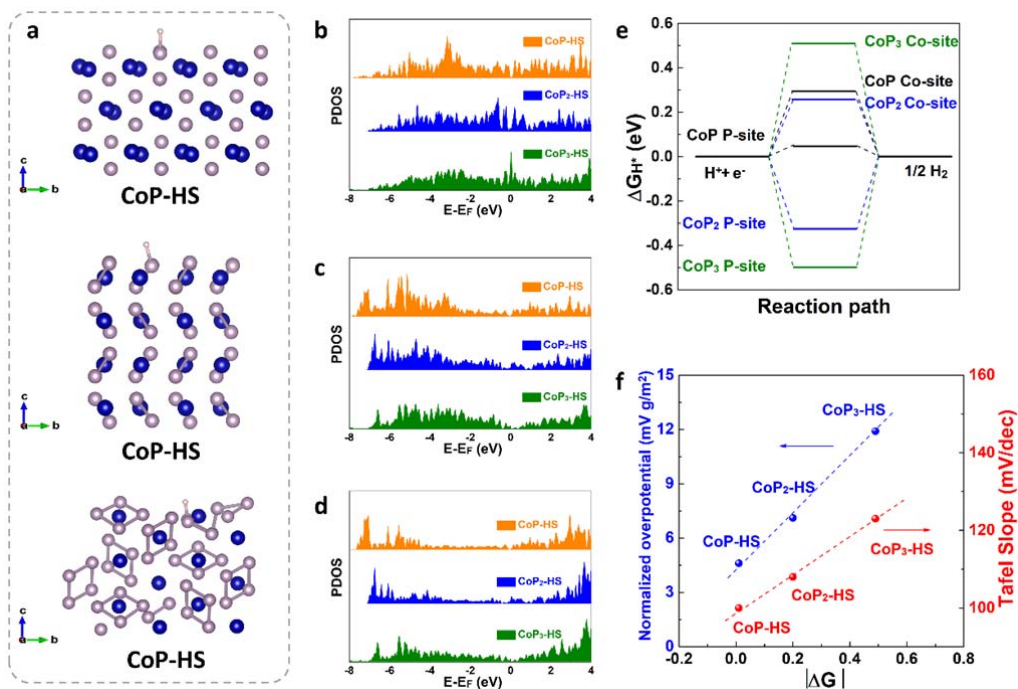 a
c
a
b
CoP-HS
c
a
b
CoP-HS
c
a
b
CoP-HS
b
PDOS
CoP-HS
CoP₂-HS
CoP₃-HS
-8 -6 -4 -2 0 2 4
E-E_F (eV)
c
PDOS
CoP-HS
CoP₂-HS
CoP₃-HS
-8 -6 -4 -2 0 2 4
E-E_F (eV)
d
PDOS
CoP-HS
CoP₂-HS
CoP₃-HS
-8 -6 -4 -2 0 2 4
E-E_F (eV)
e
ΔG_H* (eV)
0.6
0.4
0.2
0.0
-0.2
-0.4
-0.6
CoP₃ Co-site
CoP Co-site
CoP₂ Co-site
CoP P-site
H⁺+ e⁻
1/2 H₂
CoP₂ P-site
CoP₃ P-site
Reaction path
f
Normalized overpotential (mV g/m²)
15
12
9
6
3
0
CoP₃-HS
CoP₂-HS
CoP-HS
CoP₃-HS
CoP₂-HS
CoP-HS
160
140
120
100
Tafel Slope (mV/dec)
-0.2 0.0 0.2 0.4 0.6 0.8
|ΔG|